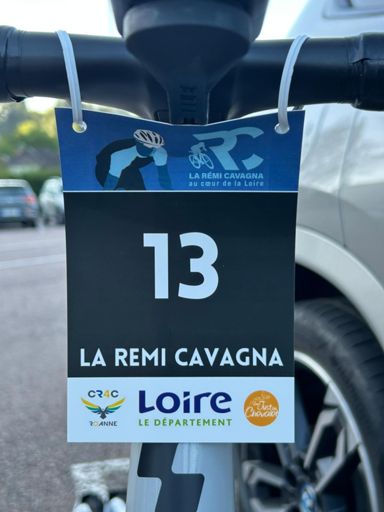 RC
LA RÉMI CAVAGNA
au cœur de la Loire
13
LA REMI CAVAGNA
CR4C
ROANNE
Loire
LE DÉPARTEMENT